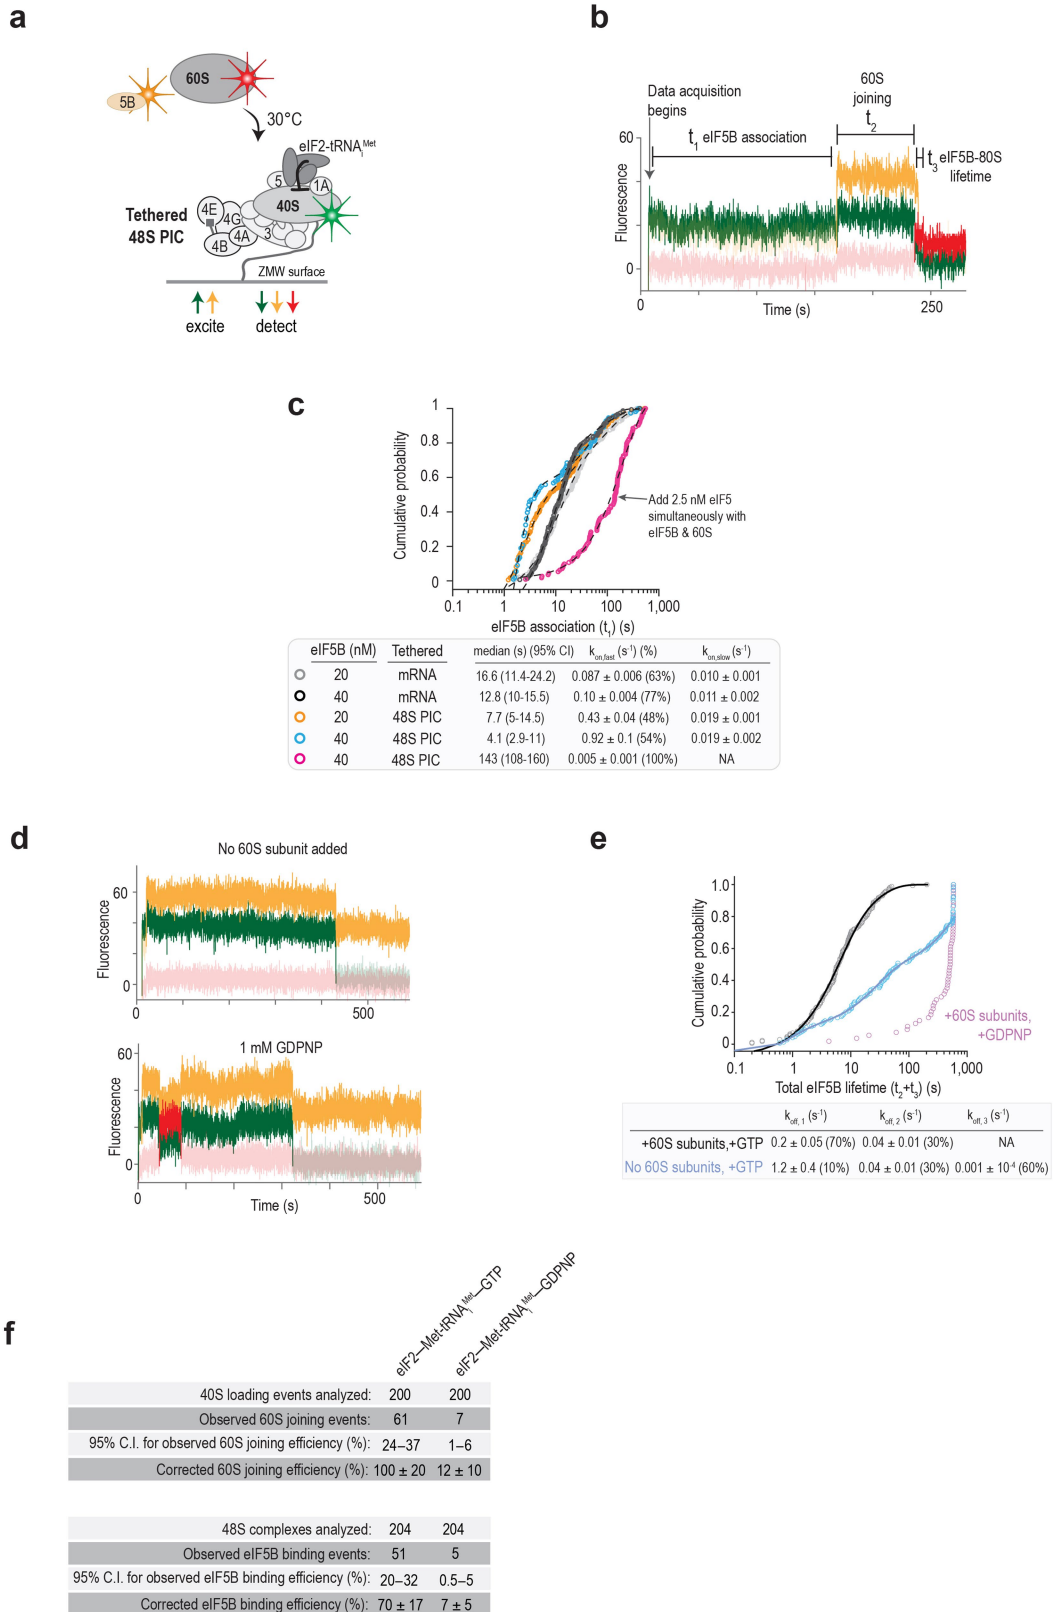 a
5B
60S
30°C
eIF2-tRNAiMet
5
1A
40S
4E
4G
4A
4B
3
Tethered
48S PIC
ZMW surface
excite
detect
b
Data acquisition
begins
60S
joining
t2
t1 eIF5B association
t3 eIF5B-80S
lifetime
60
0
Fluorescence
0
250
Time (s)
c
1
0.8
0.6
0.4
0.2
0
Cumulative probability
Add 2.5 nM eIF5
simultaneously with
eIF5B & 60S
0.1 1 10 100 1,000
eIF5B association (t1) (s)
eIF5B (nM) Tethered median (s) (95% CI) kon,fast (s-1) (%) kon,slow (s-1)
20 mRNA 16.6 (11.4-24.2) 0.087 ± 0.006 (63%) 0.010 ± 0.001
40 mRNA 12.8 (10-15.5) 0.10 ± 0.004 (77%) 0.011 ± 0.002
20 48S PIC 7.7 (5-14.5) 0.43 ± 0.04 (48%) 0.019 ± 0.001
40 48S PIC 4.1 (2.9-11) 0.92 ± 0.1 (54%) 0.019 ± 0.002
40 48S PIC 143 (108-160) 0.005 ± 0.001 (100%) NA
d
No 60S subunit added
60
0
Fluorescence
0
500
1 mM GDPNP
60
0
Fluorescence
0
500
Time (s)
e
1.0
0.8
0.6
0.4
0.2
0
Cumulative probability
+60S subunits,
+GDPNP
0.1 1 10 100 1,000
Total eIF5B lifetime (t2+t3) (s)
koff, 1 (s-1) koff, 2 (s-1) koff, 3 (s-1)
+60S subunits,+GTP 0.2 ± 0.05 (70%) 0.04 ± 0.01 (30%) NA
No 60S subunits, +GTP 1.2 ± 0.4 (10%) 0.04 ± 0.01 (30%) 0.001 ± 10-4 (60%)
f
eIF2—Met-tRNAiMet—GTP
eIF2—Met-tRNAiMet—GDPNP
40S loading events analyzed: 200 200
Observed 60S joining events: 61 7
95% C.I. for observed 60S joining efficiency (%): 24–37 1–6
Corrected 60S joining efficiency (%): 100 ± 20 12 ± 10
48S complexes analyzed: 204 204
Observed eIF5B binding events: 51 5
95% C.I. for observed eIF5B binding efficiency (%): 20–32 0.5–5
Corrected eIF5B binding efficiency (%): 70 ± 17 7 ± 5